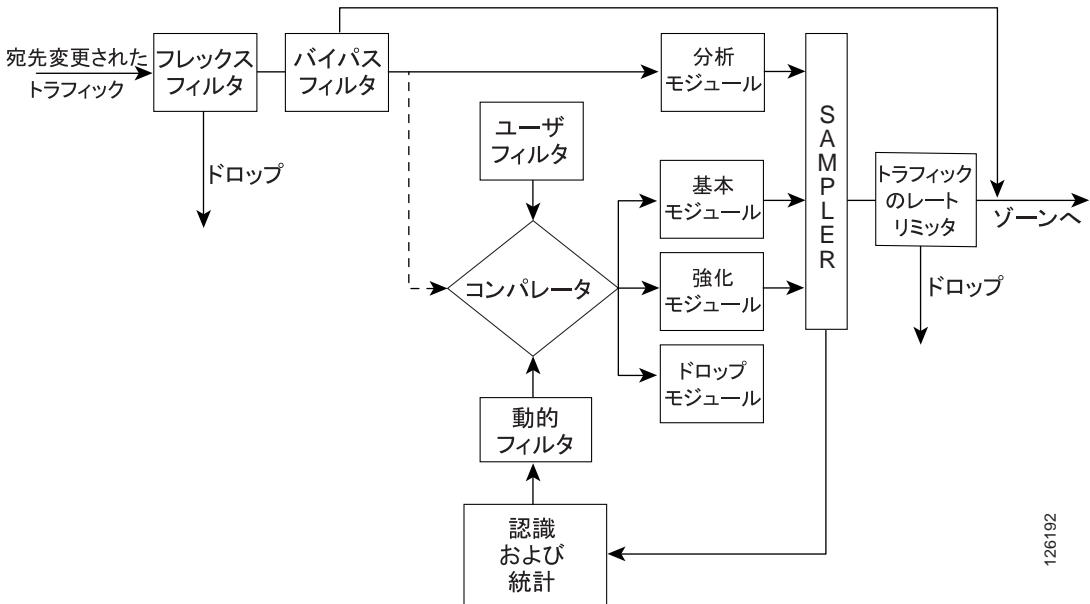 宛先変更された
トラフィック
フレックス
フィルタ
バイパス
フィルタ
分析
モジュール
ドロップ
ユーザ
フィルタ
基本
モジュール
SAMPLER
トラフィック
のレート
リミッタ
ゾーンへ
コンパレータ
強化
モジュール
ドロップ
ドロップ
モジュール
動的
フィルタ
認識
および
統計
126192